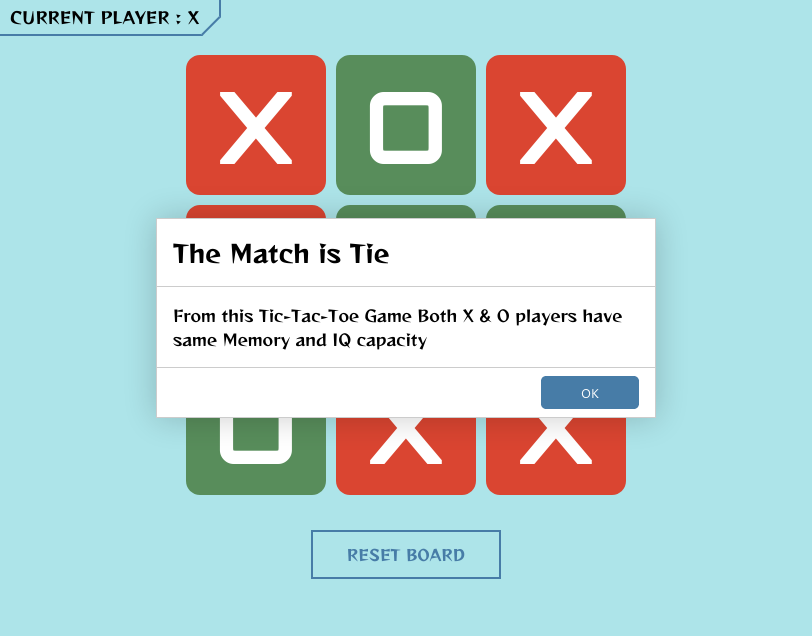 CURRENT PLAYER : X
X O X
The Match is Tie
From this Tic-Tac-Toe Game Both X & O players have
same Memory and IQ capacity
OK
O X X
RESET BOARD